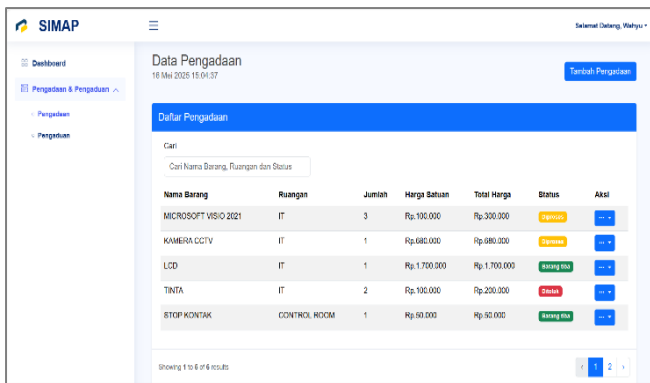 SIMAP
Selamat Datang, Wahyu
Dashboard
Pengadaan & Pengaduan
Pengadaan
Pengaduan
Data Pengadaan
16 Mei 2025 15:04:37
Tambah Pengadaan
Daftar Pengadaan
Cari
Cari Nama Barang, Ruangan dan Status
Nama Barang Ruangan Jumlah Harga Satuan Total Harga Status Aksi
MICROSOFT VISIO 2021 IT 3 Rp.100.000 Rp.300.000 Diproses ...
KAMERA CCTV IT 1 Rp.680.000 Rp.680.000 Diproses ...
LCD IT 1 Rp.1.700.000 Rp.1.700.000 Barang tiba ...
TINTA IT 2 Rp.100.000 Rp.200.000 Ditolak ...
STOP KONTAK CONTROL ROOM 1 Rp.50.000 Rp.50.000 Barang tiba ...
Showing 1 to 5 of 6 results
‹ 1 2 ›